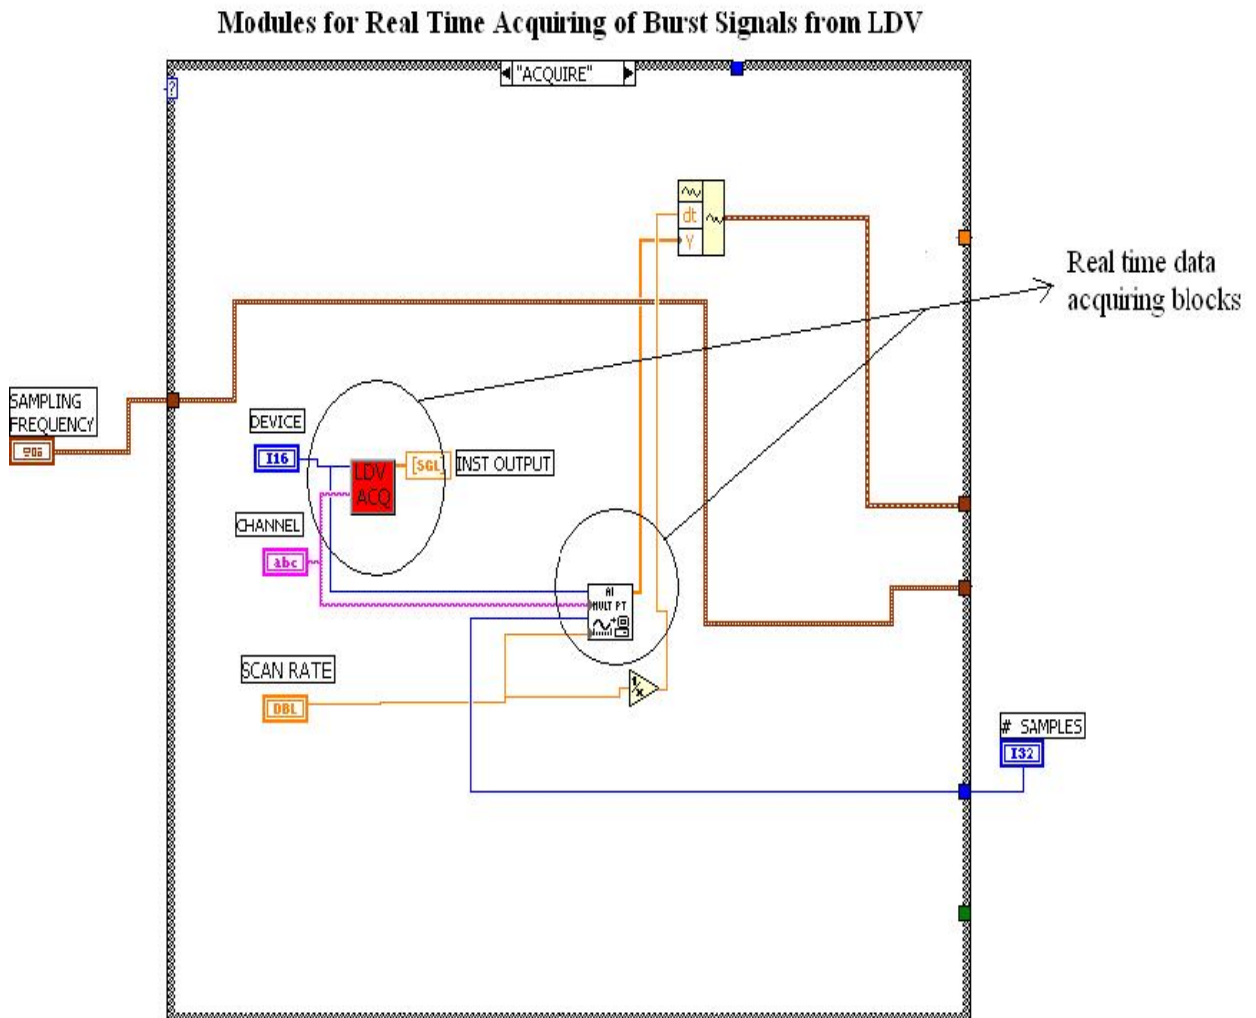 Modules for Real Time Acquiring of Burst Signals from LDV
"ACQUIRE"
?
dt
Y
Real time data
acquiring blocks
SAMPLING
FREQUENCY
DEVICE
I16
LDV
ACQ
[SGL]
INST OUTPUT
CHANNEL
abc
AI
MULT PT
SCAN RATE
DBL
1/x
# SAMPLES
I32